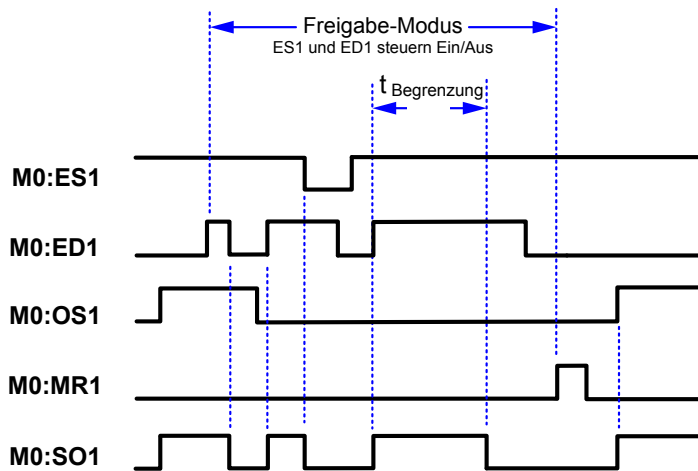 Freigabe-Modus
ES1 und ED1 steuern Ein/Aus
t Begrenzung
M0:ES1
M0:ED1
M0:OS1
M0:MR1
M0:SO1